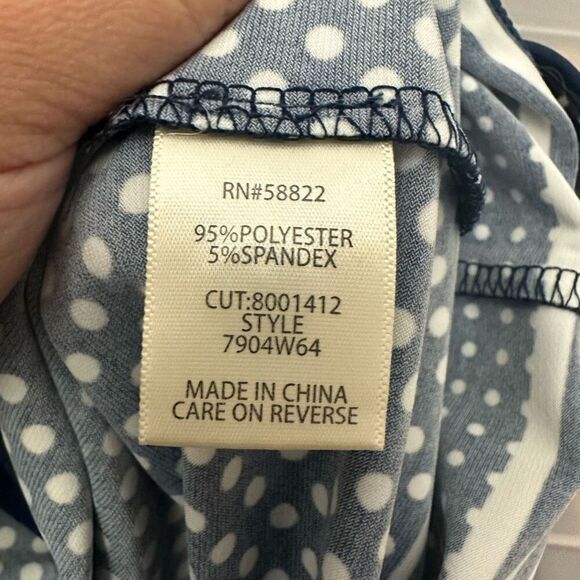 RN#58822
95%POLYESTER
5%SPANDEX
CUT:8001412
STYLE
7904W64
MADE IN CHINA
CARE ON REVERSE